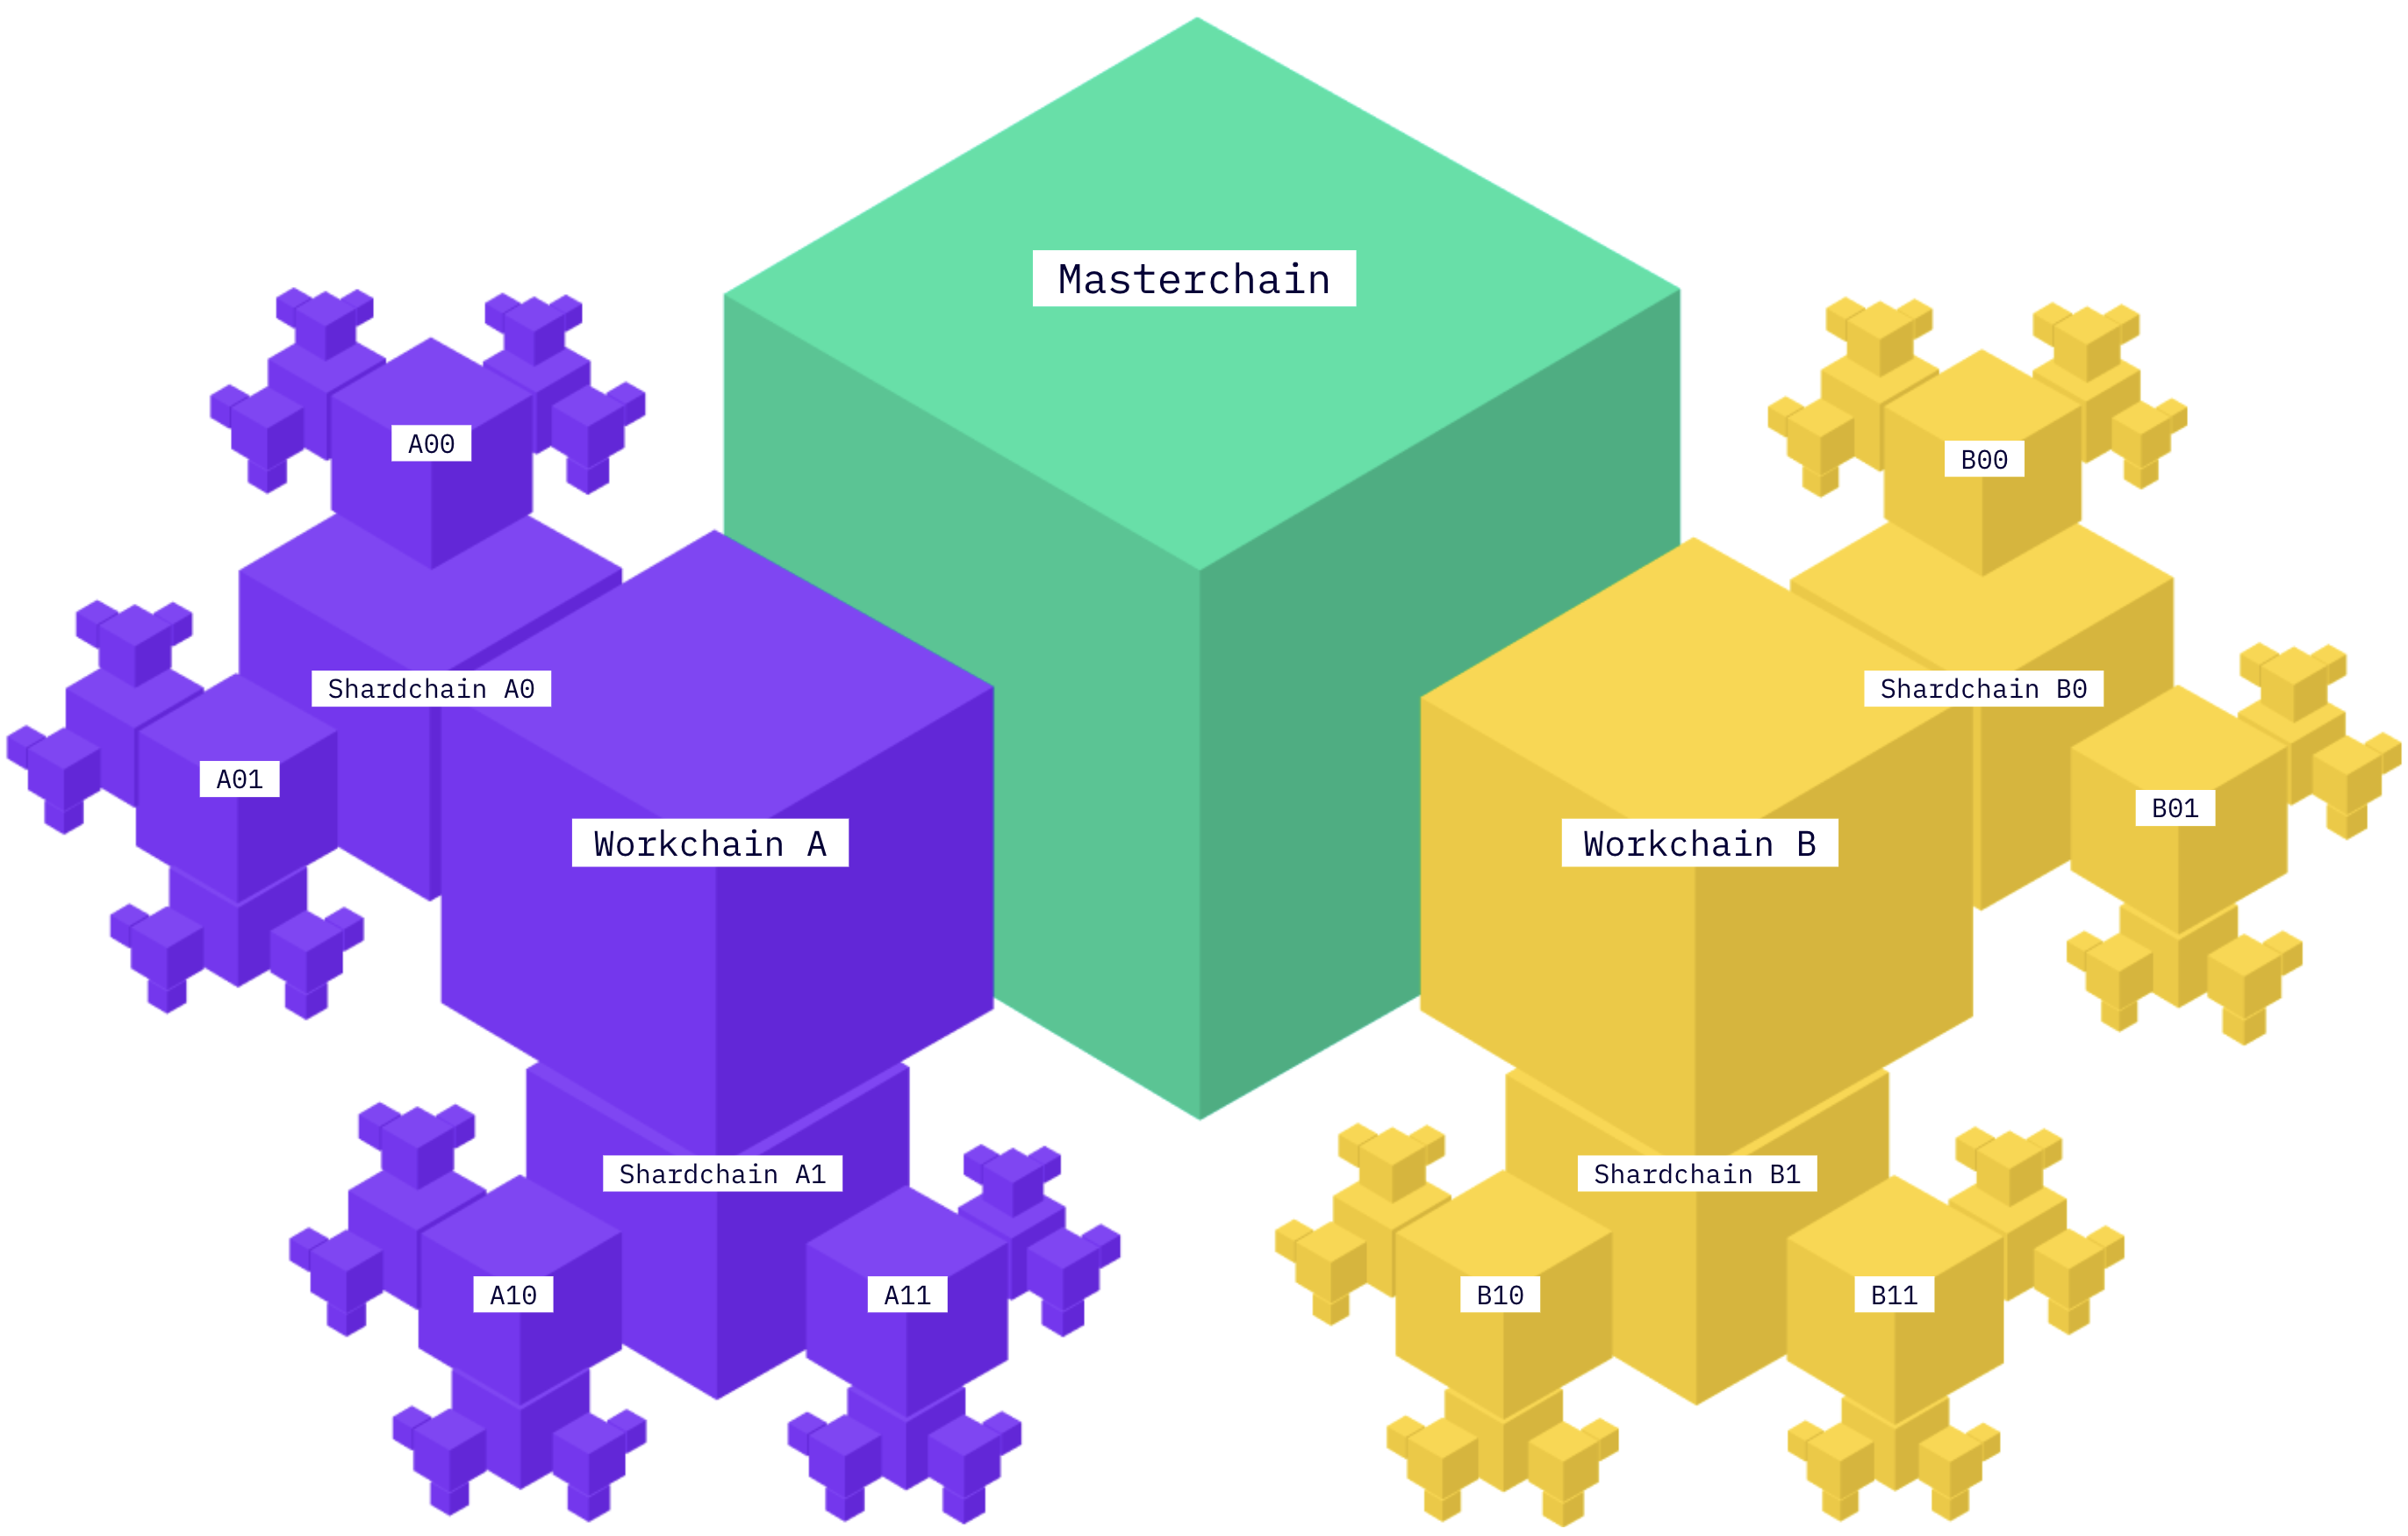 Masterchain
A00
B00
Shardchain A0
Shardchain B0
A01
B01
Workchain A
Workchain B
Shardchain A1
Shardchain B1
A10
A11
B10
B11